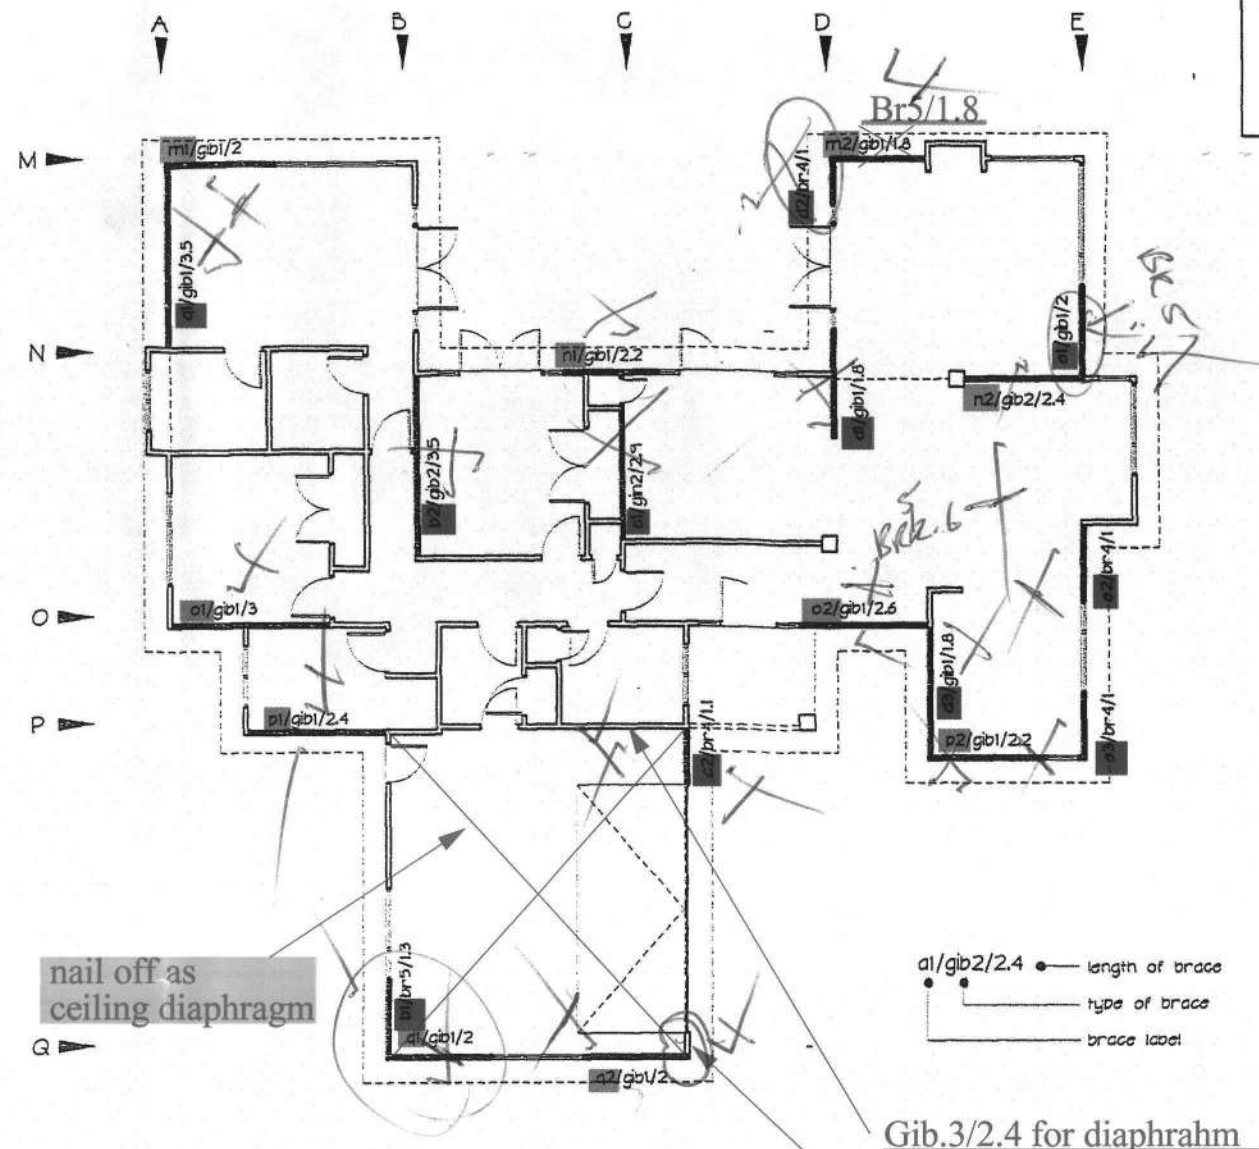 A B C D E
Br5/1.8
M m1/gib1/2 m2/gib1/1.8
d2/br4/1
a1/gib1/3.5
e1/gib1/2
N n1/gib1/2.2
n2/gib2/2.4
d1/gib1/1.8
b2/gib2/3.5
c1/gin2/2.9
e2/br4/1
O o1/gib1/3 o2/gib1/2.6
d3/gib1/1.8
P p1/gib1/2.4 p2/gib1/2.2
c2/br4/1.1
e3/br4/1
nail off as
ceiling diaphragm
b1/br5/1.3
a1/gib2/2.4 length of brace
type of brace
brace label
q1/gib1/2
Q
q2/gib1/2
Gib.3/2.4 for diaphrahm